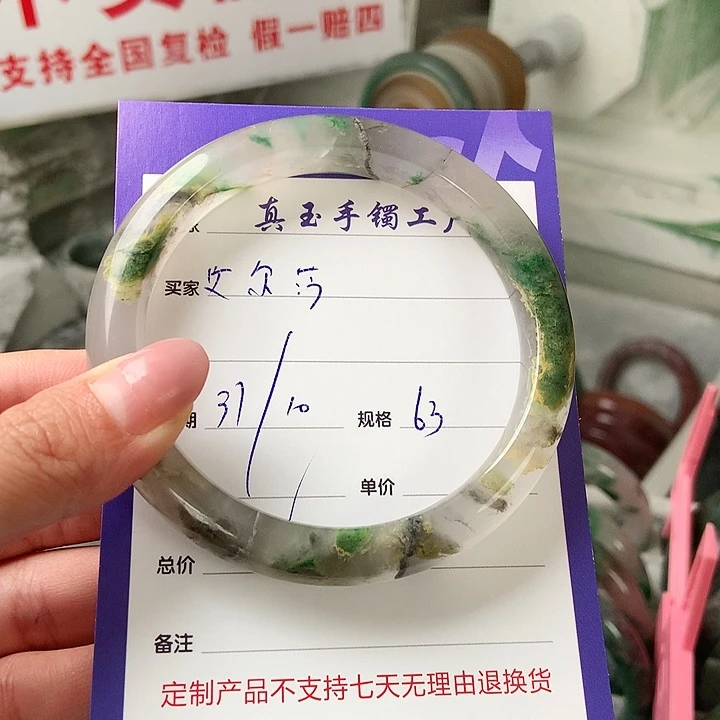 支持全国复检 假一赔四
真玉手镯工厂
买家 艾尔莎
期 31/10 规格 63
单价
总价
备注
定制产品不支持七天无理由退换货